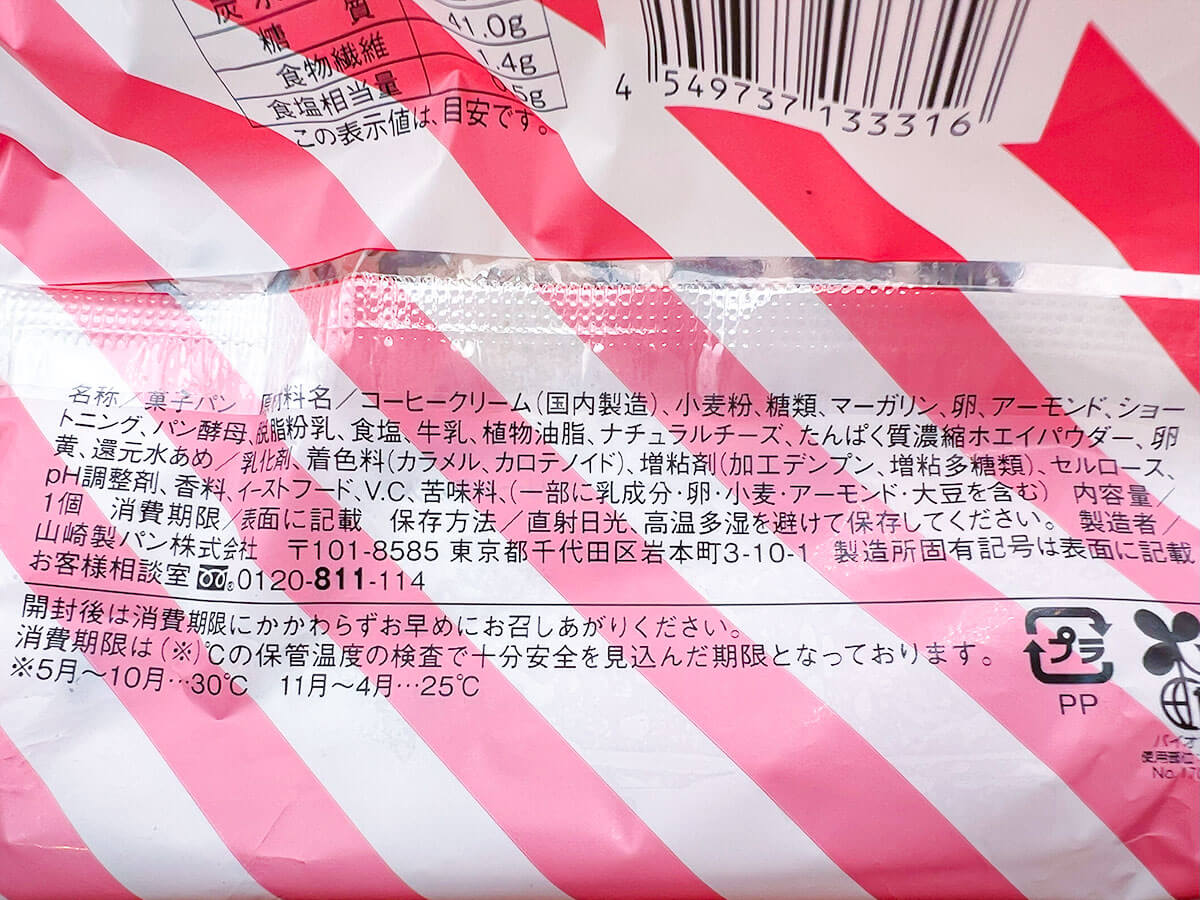 質 41.0g
食物繊維 1.4g
食塩相当量 0.5g
この表示値は、目安です。
4 549737 133316
名称／菓子パン 原材料名／コーヒークリーム(国内製造)、小麦粉、糖類、マーガリン、卵、アーモンド、ショー
トニング、パン酵母、脱脂粉乳、食塩、牛乳、植物油脂、ナチュラルチーズ、たんぱく質濃縮ホエイパウダー、卵
黄、還元水あめ／乳化剤、着色料(カラメル、カロテノイド)、増粘剤(加工デンプン、増粘多糖類)、セルロース、
pH調整剤、香料、イーストフード、V.C、苦味料、(一部に乳成分・卵・小麦・アーモンド・大豆を含む) 内容量／
1個 消費期限／表面に記載 保存方法／直射日光、高温多湿を避けて保存してください。 製造者／
山崎製パン株式会社 〒101-8585 東京都千代田区岩本町3-10-1 製造所固有記号は表面に記載
お客様相談室 0120-811-114
開封後は消費期限にかかわらずお早めにお召しあがりください。
消費期限は(※)℃の保管温度の検査で十分安全を見込んだ期限となっております。
※5月～10月…30℃ 11月～4月…25℃
プラ
PP
バイオ
No.170